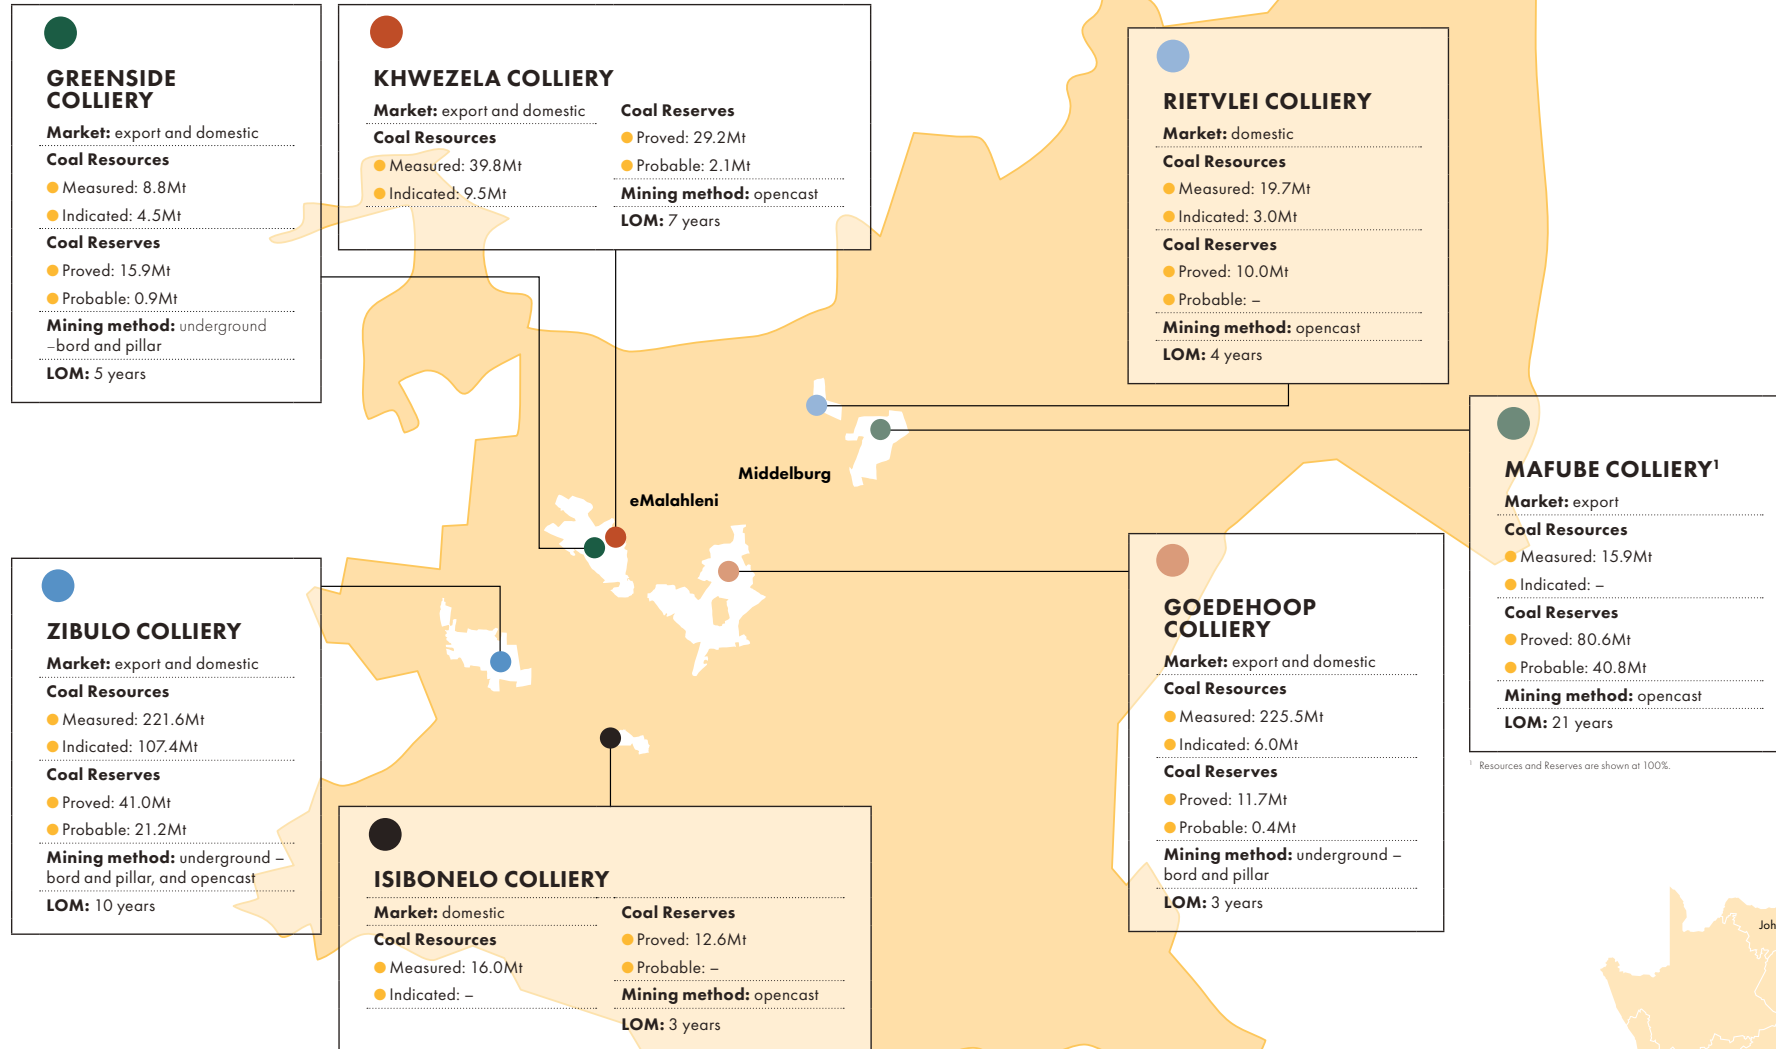 GREENSIDE
COLLIERY
Market: export and domestic
Coal Resources
Measured: 8.8Mt
Indicated: 4.5Mt
Coal Reserves
Proved: 15.9Mt
Probable: 0.9Mt
Mining method: underground
–bord and pillar
LOM: 5 years
KHWEZELA COLLIERY
Market: export and domestic
Coal Resources
Measured: 39.8Mt
Indicated: 9.5Mt
Coal Reserves
Proved: 29.2Mt
Probable: 2.1Mt
Mining method: opencast
LOM: 7 years
RIETVLEI COLLIERY
Market: domestic
Coal Resources
Measured: 19.7Mt
Indicated: 3.0Mt
Coal Reserves
Proved: 10.0Mt
Probable: –
Mining method: opencast
LOM: 4 years
MAFUBE COLLIERY¹
Market: export
Coal Resources
Measured: 15.9Mt
Indicated: –
Coal Reserves
Proved: 80.6Mt
Probable: 40.8Mt
Mining method: opencast
LOM: 21 years
¹ Resources and Reserves are shown at 100%.
Middelburg
eMalahleni
ZIBULO COLLIERY
Market: export and domestic
Coal Resources
Measured: 221.6Mt
Indicated: 107.4Mt
Coal Reserves
Proved: 41.0Mt
Probable: 21.2Mt
Mining method: underground –
bord and pillar, and opencast
LOM: 10 years
GOEDEHOOP
COLLIERY
Market: export and domestic
Coal Resources
Measured: 225.5Mt
Indicated: 6.0Mt
Coal Reserves
Proved: 11.7Mt
Probable: 0.4Mt
Mining method: underground –
bord and pillar
LOM: 3 years
ISIBONELO COLLIERY
Market: domestic
Coal Resources
Measured: 16.0Mt
Indicated: –
Coal Reserves
Proved: 12.6Mt
Probable: –
Mining method: opencast
LOM: 3 years
Joh